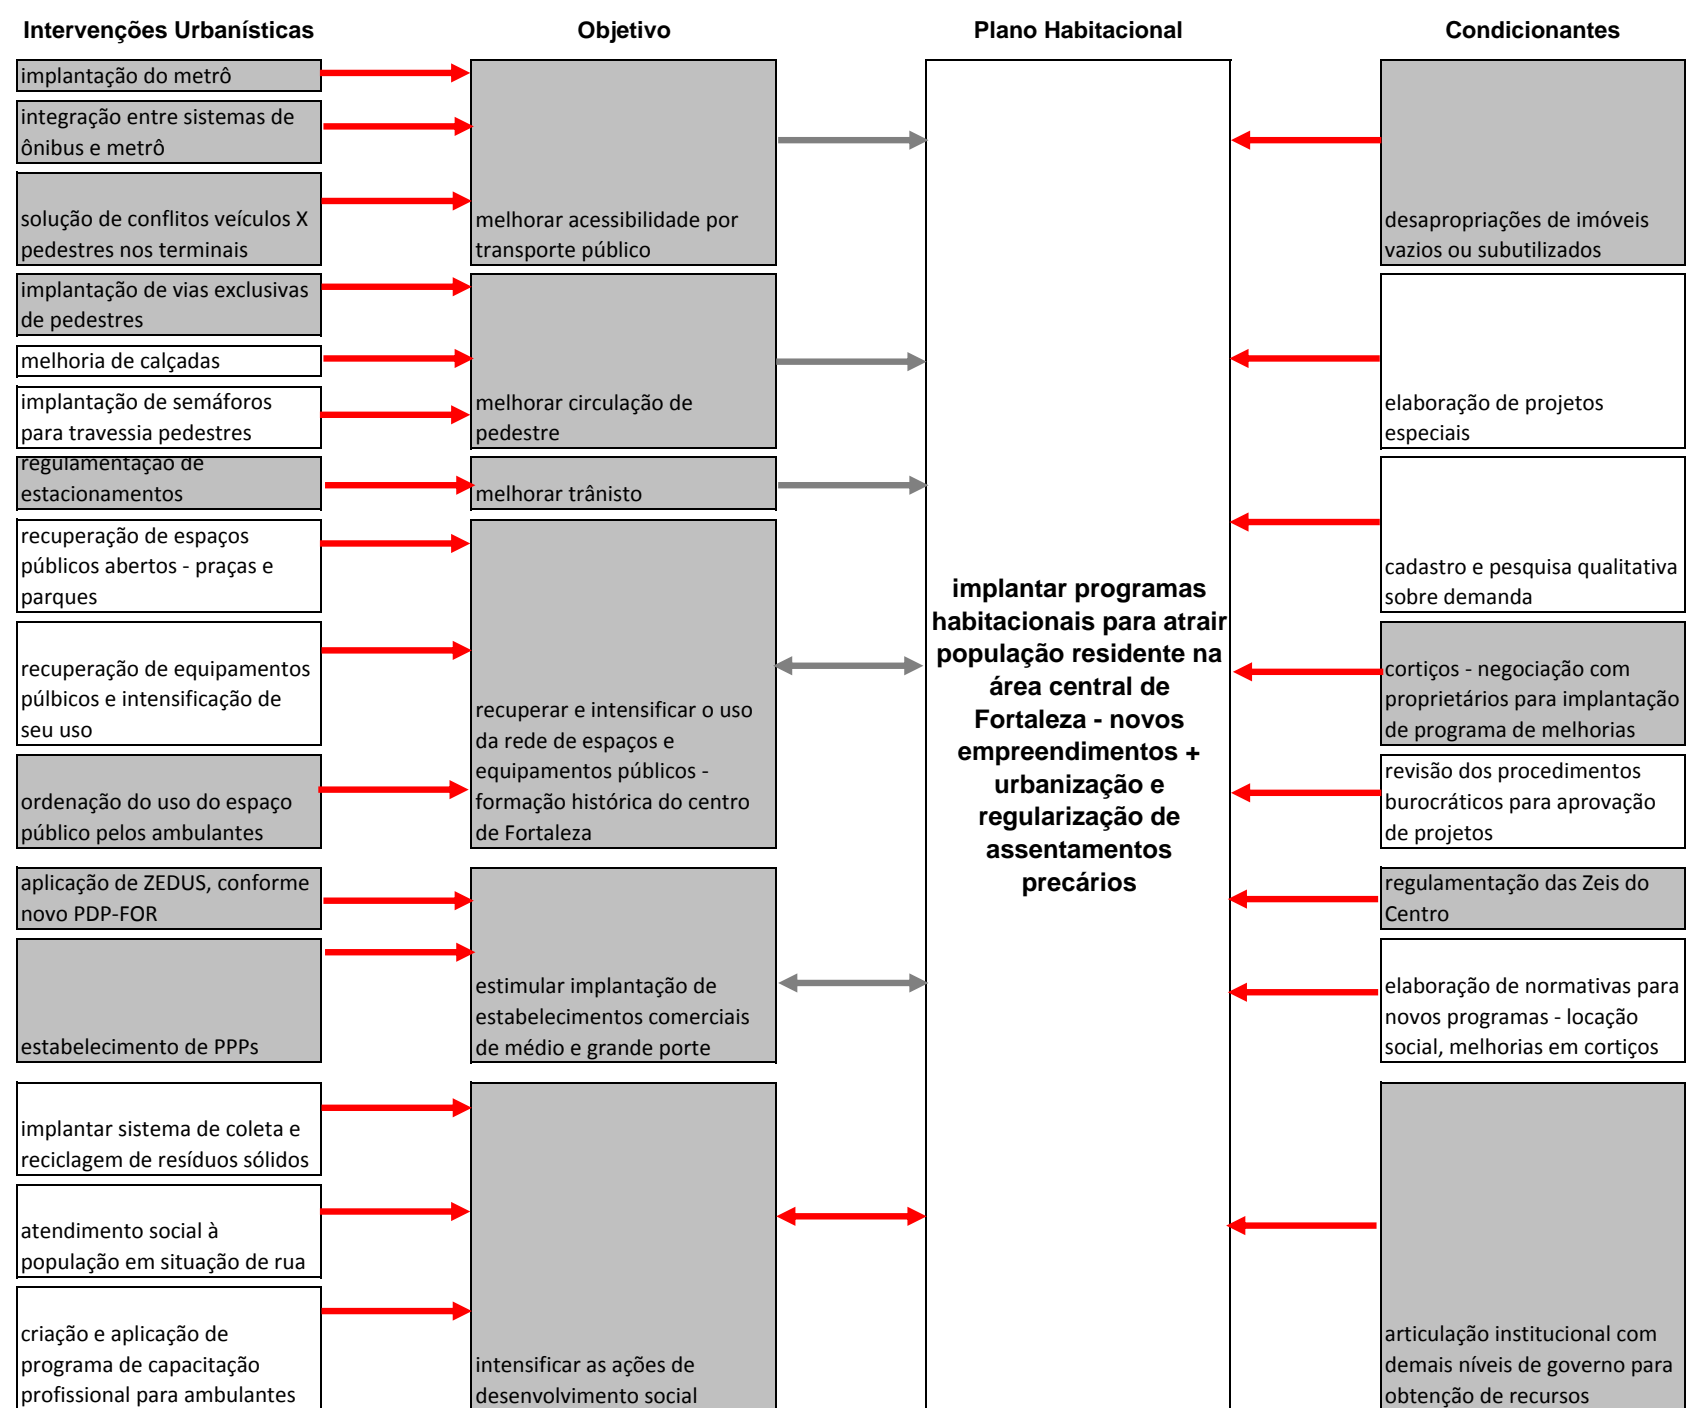 Intervenções Urbanísticas
Objetivo
Plano Habitacional
Condicionantes
implantação do metrô
integração entre sistemas de
ônibus e metrô
solução de conflitos veículos X
pedestres nos terminais
implantação de vias exclusivas
de pedestres
melhoria de calçadas
implantação de semáforos
para travessia pedestres
regulamentação de
estacionamentos
recuperação de espaços
públicos abertos - praças e
parques
recuperação de equipamentos
púlbicos e intensificação de
seu uso
ordenação do uso do espaço
público pelos ambulantes
aplicação de ZEDUS, conforme
novo PDP-FOR
estabelecimento de PPPs
implantar sistema de coleta e
reciclagem de resíduos sólidos
atendimento social à
população em situação de rua
criação e aplicação de
programa de capacitação
profissional para ambulantes
melhorar acessibilidade por
transporte público
melhorar circulação de
pedestre
melhorar trânisto
recuperar e intensificar o uso
da rede de espaços e
equipamentos públicos -
formação histórica do centro
de Fortaleza
estimular implantação de
estabelecimentos comerciais
de médio e grande porte
intensificar as ações de
desenvolvimento social
implantar programas
habitacionais para atrair
população residente na
área central de
Fortaleza - novos
empreendimentos +
urbanização e
regularização de
assentamentos
precários
desapropriações de imóveis
vazios ou subutilizados
elaboração de projetos
especiais
cadastro e pesquisa qualitativa
sobre demanda
cortiços - negociação com
proprietários para implantação
de programa de melhorias
revisão dos procedimentos
burocráticos para aprovação
de projetos
regulamentação das Zeis do
Centro
elaboração de normativas para
novos programas - locação
social, melhorias em cortiços
articulação institucional com
demais níveis de governo para
obtenção de recursos